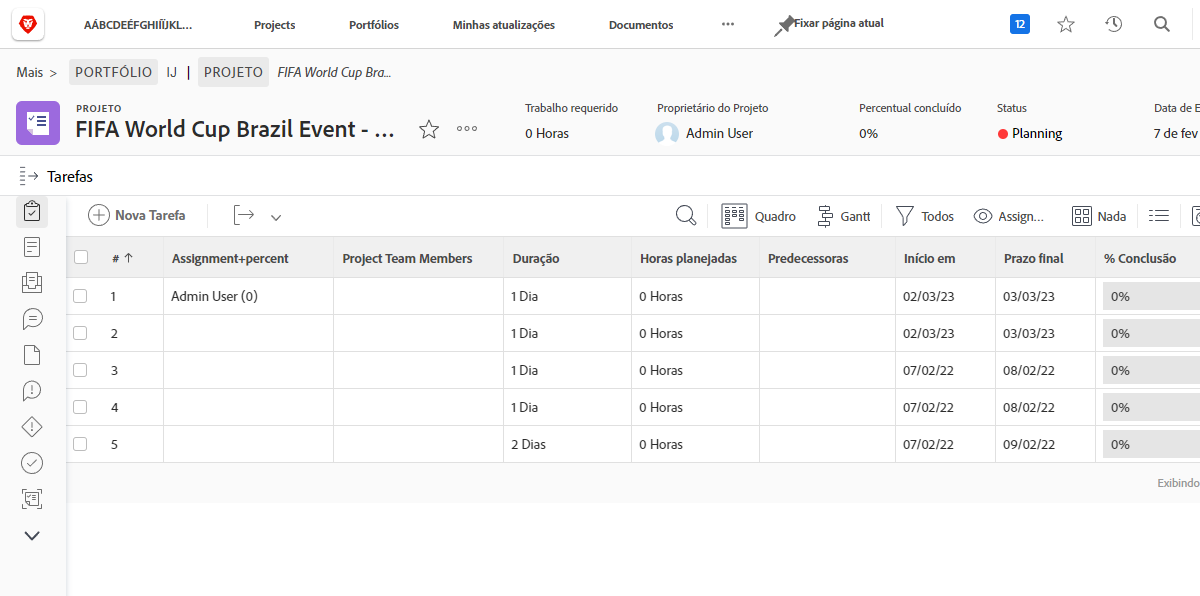 AÁBCDEÉFGHIÍÏJKL... Projects Portfólios Minhas atualizações Documentos ··· Fixar página atual 12
Mais > PORTFÓLIO IJ | PROJETO FIFA World Cup Bra...
PROJETO
FIFA World Cup Brazil Event - ...
Trabalho requerido Proprietário do Projeto Percentual concluído Status Data de E
0 Horas Admin User 0% Planning 7 de fev
Tarefas
Nova Tarefa Quadro Gantt Todos Assign... Nada
# ↑ Assignment+percent Project Team Members Duração Horas planejadas Predecessoras Início em Prazo final % Conclusão
1 Admin User (0) 1 Dia 0 Horas 02/03/23 03/03/23 0%
2 1 Dia 0 Horas 02/03/23 03/03/23 0%
3 1 Dia 0 Horas 07/02/22 08/02/22 0%
4 1 Dia 0 Horas 07/02/22 08/02/22 0%
5 2 Dias 0 Horas 07/02/22 09/02/22 0%
Exibindo